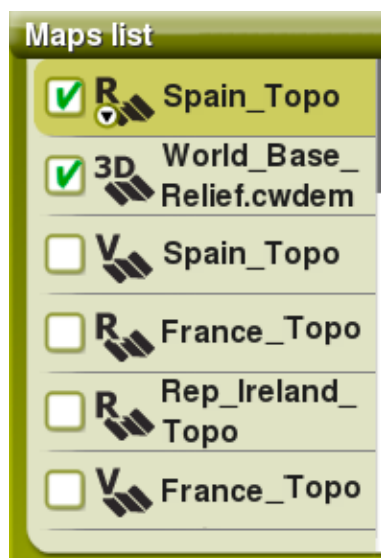 Maps list
R Spain_Topo
3D World_Base_
Relief.cwdem
V Spain_Topo
R France_Topo
R Rep_Ireland_
Topo
V France_Topo